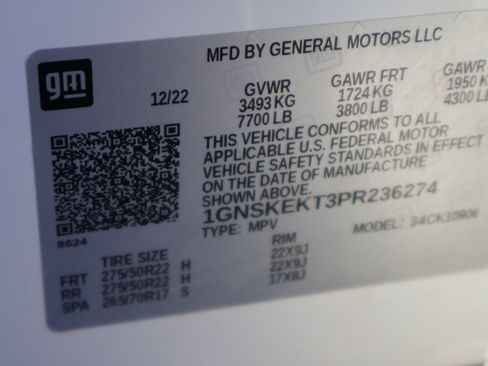 gm
MFD BY GENERAL MOTORS LLC
12/22
GVWR GAWR FRT GAWR
3493 KG 1724 KG 1950 K
7700 LB 3800 LB 4300 LB
THIS VEHICLE CONFORMS TO ALL
APPLICABLE U.S. FEDERAL MOTOR
VEHICLE SAFETY STANDARDS IN EFFECT
ON THE DATE OF MANUFACTURE
SHOWN ABOVE.
1GNSKEKT3PR236274
TYPE: MPV MODEL: 34CK10906
8624
TIRE SIZE RIM
FRT 275/50R22 H 22X9J
RR 275/50R22 H 22X9J
SPA 265/70R17 S 17X8J